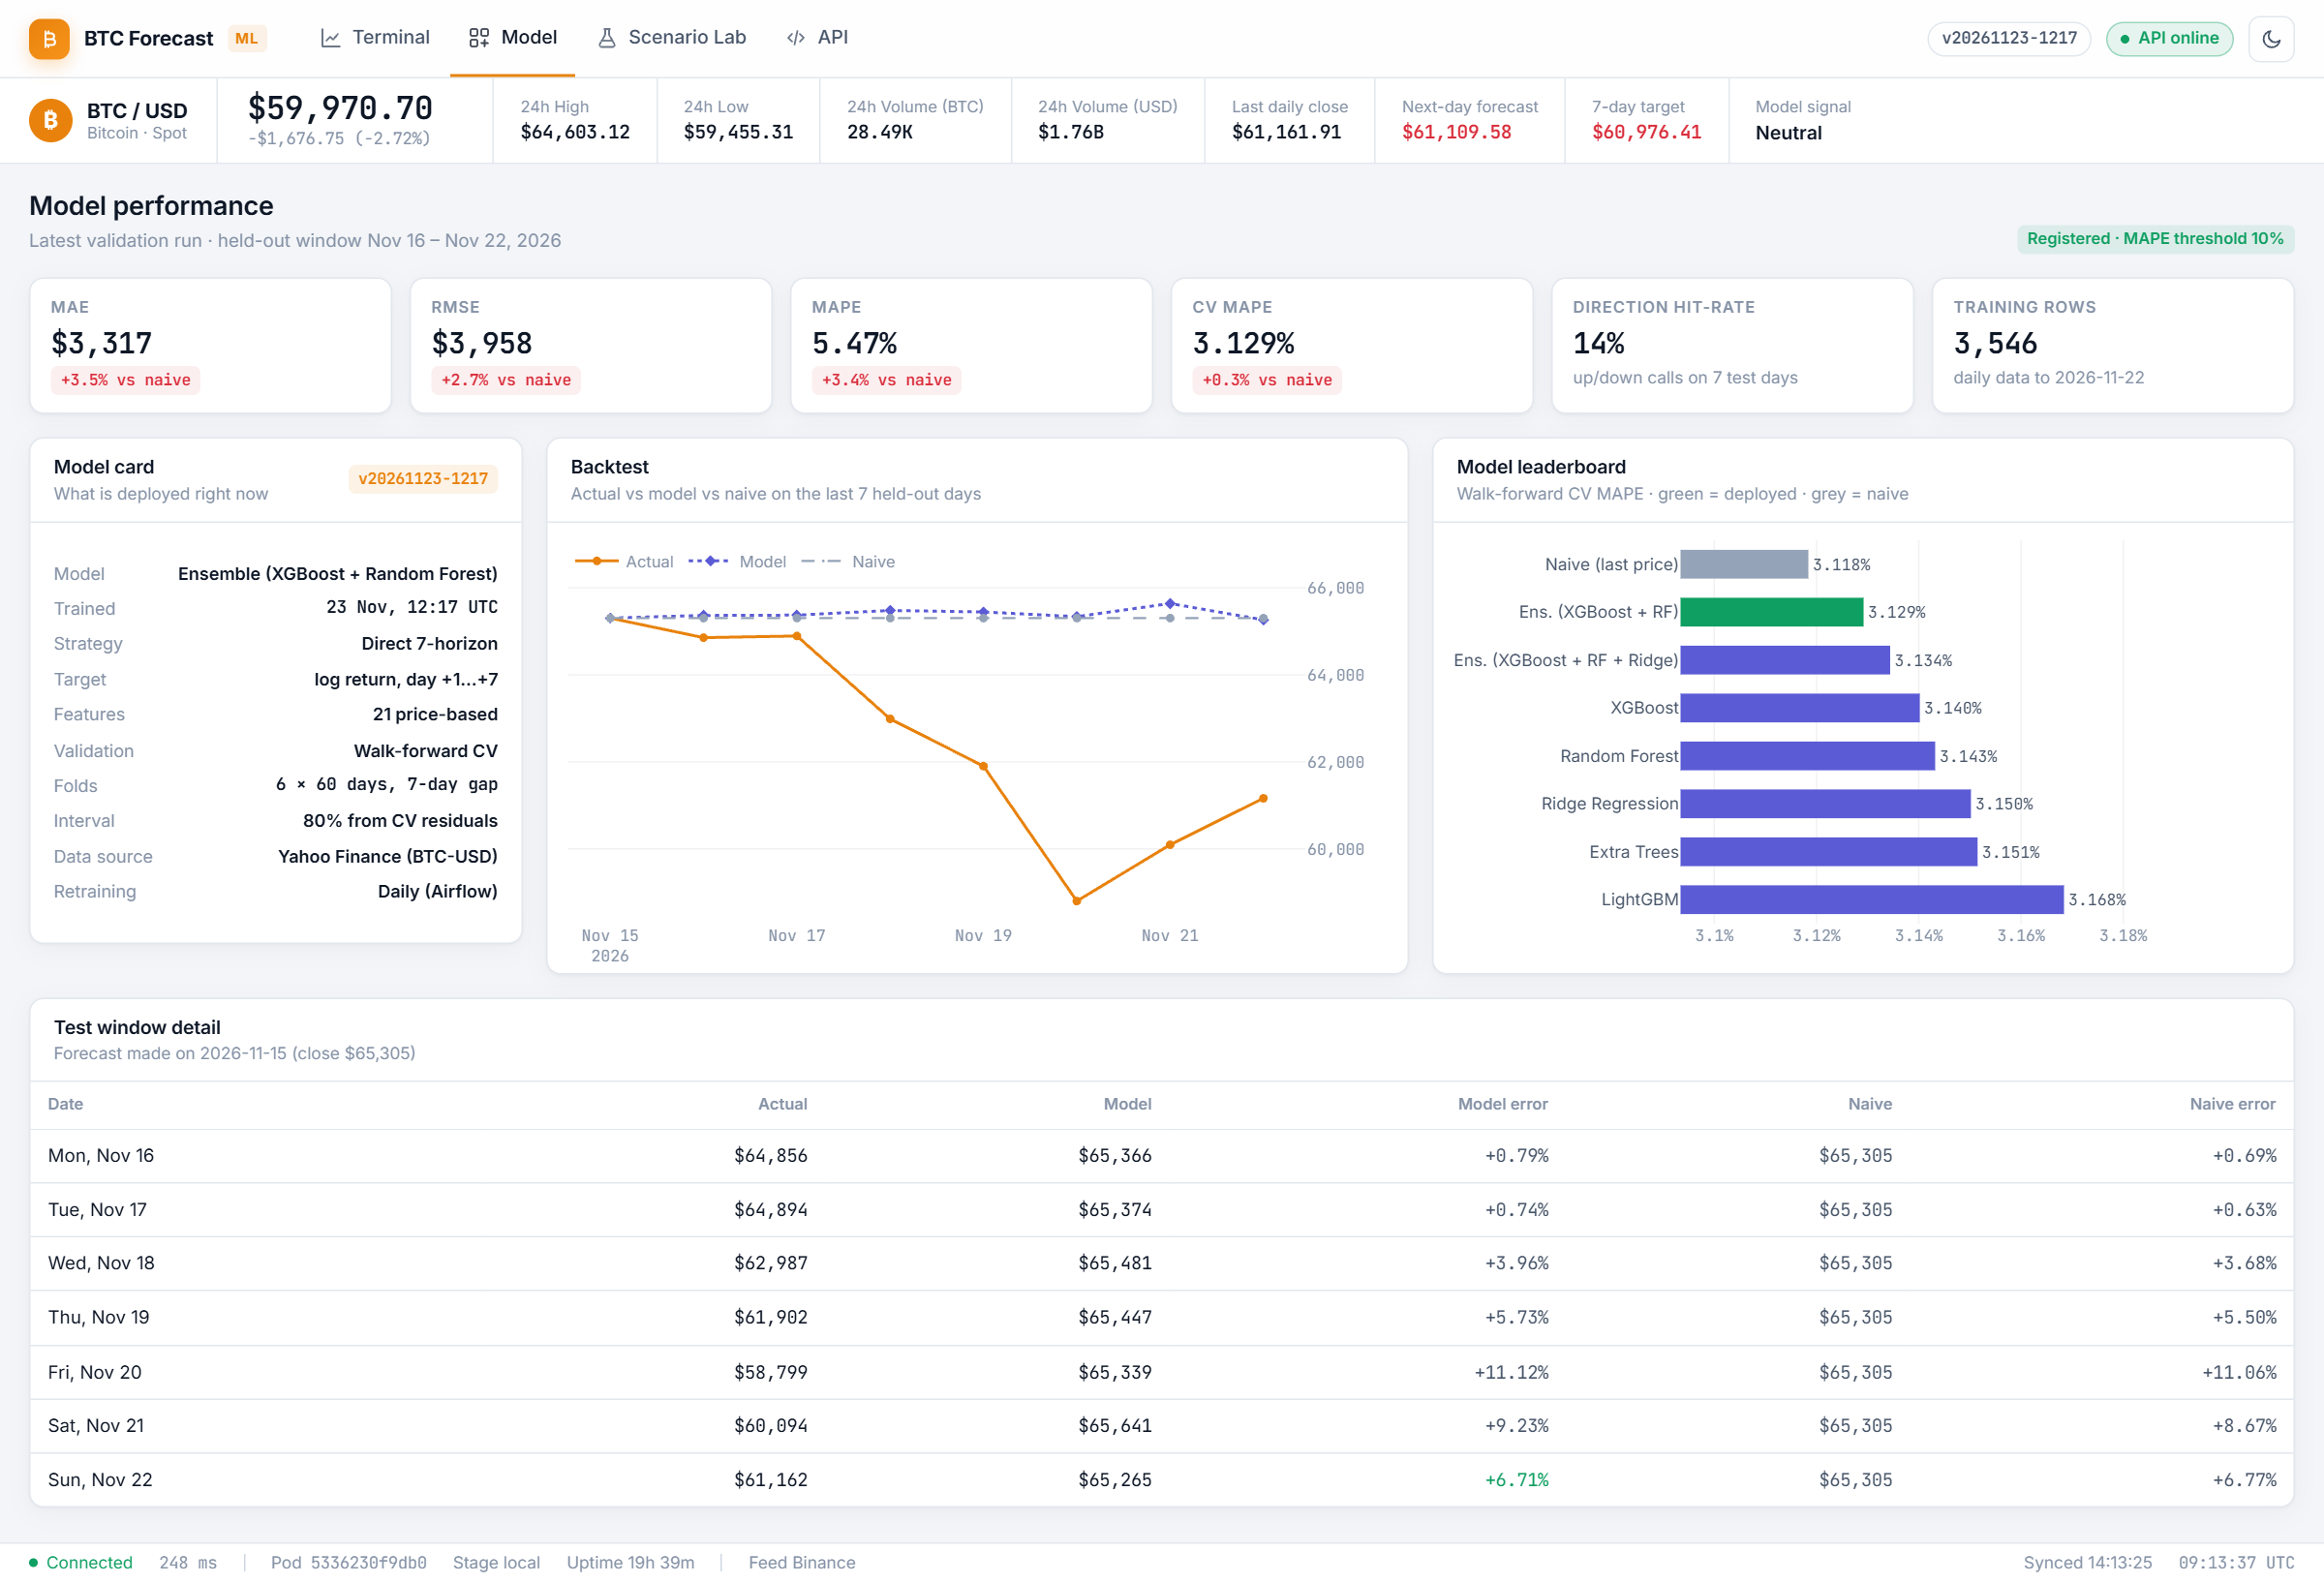 BTC Forecast ML
Terminal
Model
Scenario Lab
API
v20261123-1217
API online
BTC / USD
Bitcoin · Spot
$59,970.70
-$1,676.75 (-2.72%)
24h High
$64,603.12
24h Low
$59,455.31
24h Volume (BTC)
28.49K
24h Volume (USD)
$1.76B
Last daily close
$61,161.91
Next-day forecast
$61,109.58
7-day target
$60,976.41
Model signal
Neutral
Model performance
Latest validation run · held-out window Nov 16 – Nov 22, 2026
Registered · MAPE threshold 10%
MAE
$3,317
+3.5% vs naive
RMSE
$3,958
+2.7% vs naive
MAPE
5.47%
+3.4% vs naive
CV MAPE
3.129%
+0.3% vs naive
DIRECTION HIT-RATE
14%
up/down calls on 7 test days
TRAINING ROWS
3,546
daily data to 2026-11-22
Model card
What is deployed right now
v20261123-1217
Model Ensemble (XGBoost + Random Forest)
Trained 23 Nov, 12:17 UTC
Strategy Direct 7-horizon
Target log return, day +1…+7
Features 21 price-based
Validation Walk-forward CV
Folds 6 × 60 days, 7-day gap
Interval 80% from CV residuals
Data source Yahoo Finance (BTC-USD)
Retraining Daily (Airflow)
Backtest
Actual vs model vs naive on the last 7 held-out days
Actual Model Naive
66,000
64,000
62,000
60,000
Nov 15 Nov 17 Nov 19 Nov 21
2026
Model leaderboard
Walk-forward CV MAPE · green = deployed · grey = naive
Naive (last price) 3.118%
Ens. (XGBoost + RF) 3.129%
Ens. (XGBoost + RF + Ridge) 3.134%
XGBoost 3.140%
Random Forest 3.143%
Ridge Regression 3.150%
Extra Trees 3.151%
LightGBM 3.168%
3.1% 3.12% 3.14% 3.16% 3.18%
Test window detail
Forecast made on 2026-11-15 (close $65,305)
Date Actual Model Model error Naive Naive error
Mon, Nov 16 $64,856 $65,366 +0.79% $65,305 +0.69%
Tue, Nov 17 $64,894 $65,374 +0.74% $65,305 +0.63%
Wed, Nov 18 $62,987 $65,481 +3.96% $65,305 +3.68%
Thu, Nov 19 $61,902 $65,447 +5.73% $65,305 +5.50%
Fri, Nov 20 $58,799 $65,339 +11.12% $65,305 +11.06%
Sat, Nov 21 $60,094 $65,641 +9.23% $65,305 +8.67%
Sun, Nov 22 $61,162 $65,265 +6.71% $65,305 +6.77%
Connected 248 ms Pod 5336230f9db0 Stage local Uptime 19h 39m Feed Binance Synced 14:13:25 09:13:37 UTC